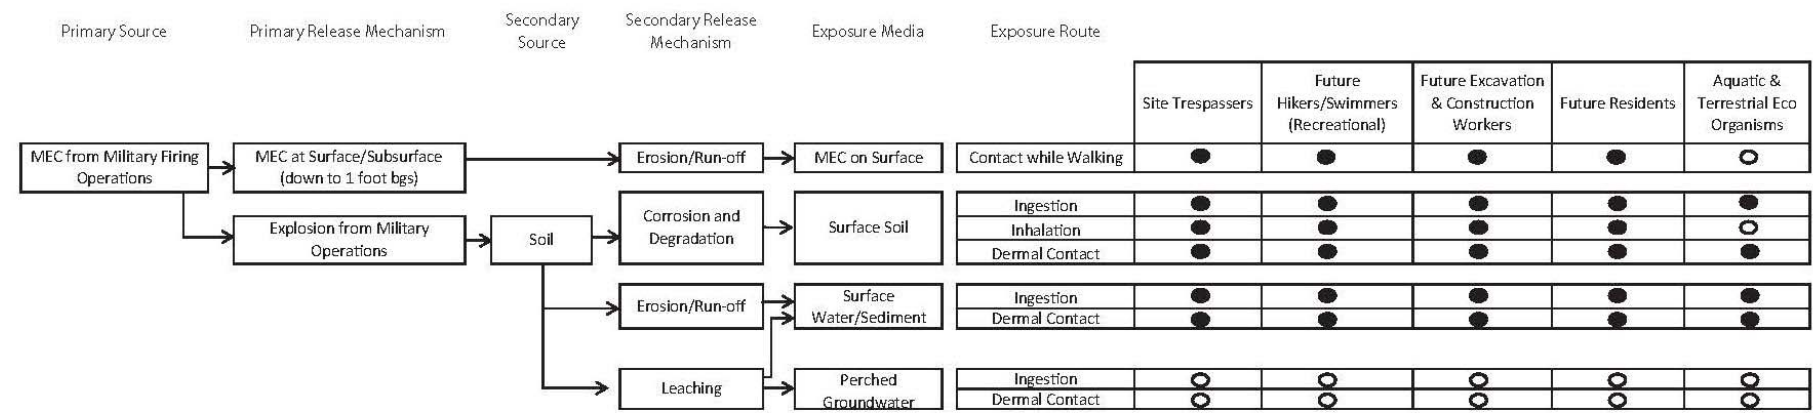 Primary Source
Primary Release Mechanism
Secondary
Source
Secondary Release
Mechanism
Exposure Media
Exposure Route
Site Trespassers
Future
Hikers/Swimmers
(Recreational)
Future Excavation
& Construction
Workers
Future Residents
Aquatic &
Terrestrial Eco
Organisms
MEC from Military Firing
Operations
MEC at Surface/Subsurface
(down to 1 foot bgs)
Erosion/Run-off
MEC on Surface
Contact while Walking
Explosion from Military
Operations
Soil
Corrosion and
Degradation
Surface Soil
Ingestion
Inhalation
Dermal Contact
Erosion/Run-off
Surface
Water/Sediment
Ingestion
Dermal Contact
Leaching
Perched
Groundwater
Ingestion
Dermal Contact